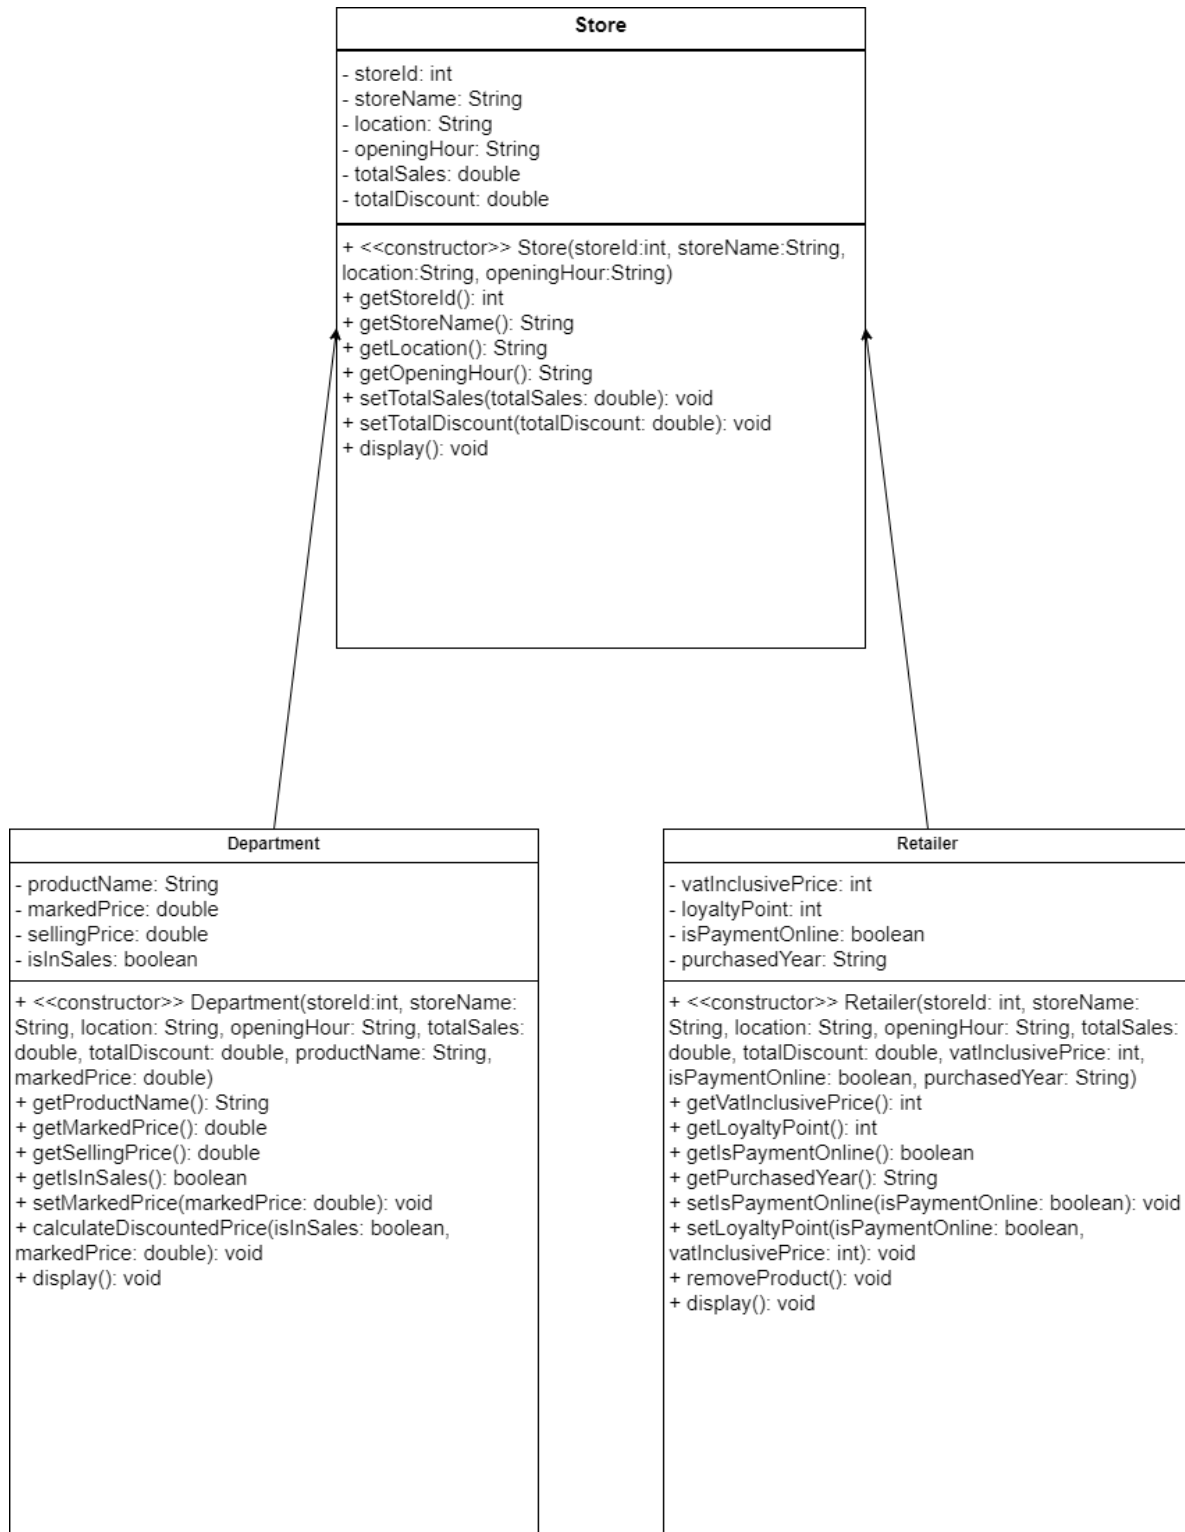 Store
- storeId: int
- storeName: String
- location: String
- openingHour: String
- totalSales: double
- totalDiscount: double
+ <<constructor>> Store(storeId:int, storeName:String,
location:String, openingHour:String)
+ getStoreId(): int
+ getStoreName(): String
+ getLocation(): String
+ getOpeningHour(): String
+ setTotalSales(totalSales: double): void
+ setTotalDiscount(totalDiscount: double): void
+ display(): void
Department
- productName: String
- markedPrice: double
- sellingPrice: double
- isInSales: boolean
+ <<constructor>> Department(storeId:int, storeName:
String, location: String, openingHour: String, totalSales:
double, totalDiscount: double, productName: String,
markedPrice: double)
+ getProductName(): String
+ getMarkedPrice(): double
+ getSellingPrice(): double
+ getIsInSales(): boolean
+ setMarkedPrice(markedPrice: double): void
+ calculateDiscountedPrice(isInSales: boolean,
markedPrice: double): void
+ display(): void
Retailer
- vatInclusivePrice: int
- loyaltyPoint: int
- isPaymentOnline: boolean
- purchasedYear: String
+ <<constructor>> Retailer(storeId: int, storeName:
String, location: String, openingHour: String, totalSales:
double, totalDiscount: double, vatInclusivePrice: int,
isPaymentOnline: boolean, purchasedYear: String)
+ getVatInclusivePrice(): int
+ getLoyaltyPoint(): int
+ getIsPaymentOnline(): boolean
+ getPurchasedYear(): String
+ setIsPaymentOnline(isPaymentOnline: boolean): void
+ setLoyaltyPoint(isPaymentOnline: boolean,
vatInclusivePrice: int): void
+ removeProduct(): void
+ display(): void